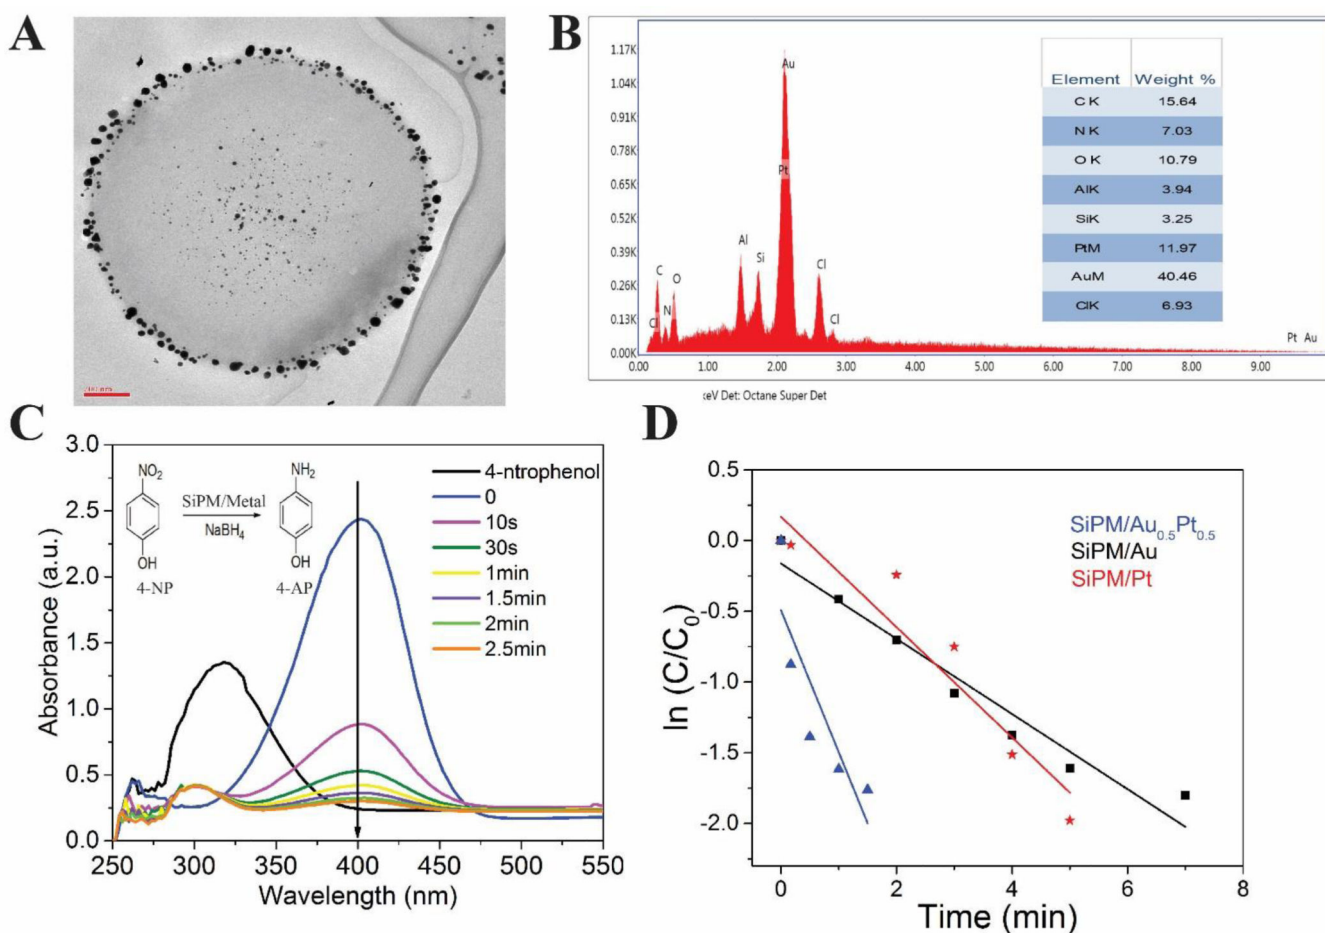 A
B
1.17K
1.04K
0.91K
0.78K
0.65K
0.52K
0.39K
0.26K
0.13K
0.00K
Au
Pt
Al
Si
Cl
Cl
C
O
N
Cl
Pt Au
0.00 1.00 2.00 3.00 4.00 5.00 6.00 7.00 8.00 9.00
Element Weight %
C K 15.64
N K 7.03
O K 10.79
AlK 3.94
SiK 3.25
PtM 11.97
AuM 40.46
ClK 6.93
keV Det: Octane Super Det
C
3.0
2.5
2.0
1.5
1.0
0.5
0.0
Absorbance (a.u.)
250 300 350 400 450 500 550
Wavelength (nm)
NO₂
OH
4-NP
SiPM/Metal
NaBH₄
NH₂
OH
4-AP
4-ntrophenol
0
10s
30s
1min
1.5min
2min
2.5min
D
0.5
0.0
-0.5
-1.0
-1.5
-2.0
ln (C/C₀)
0 2 4 6 8
Time (min)
SiPM/Au₀.₅Pt₀.₅
SiPM/Au
SiPM/Pt